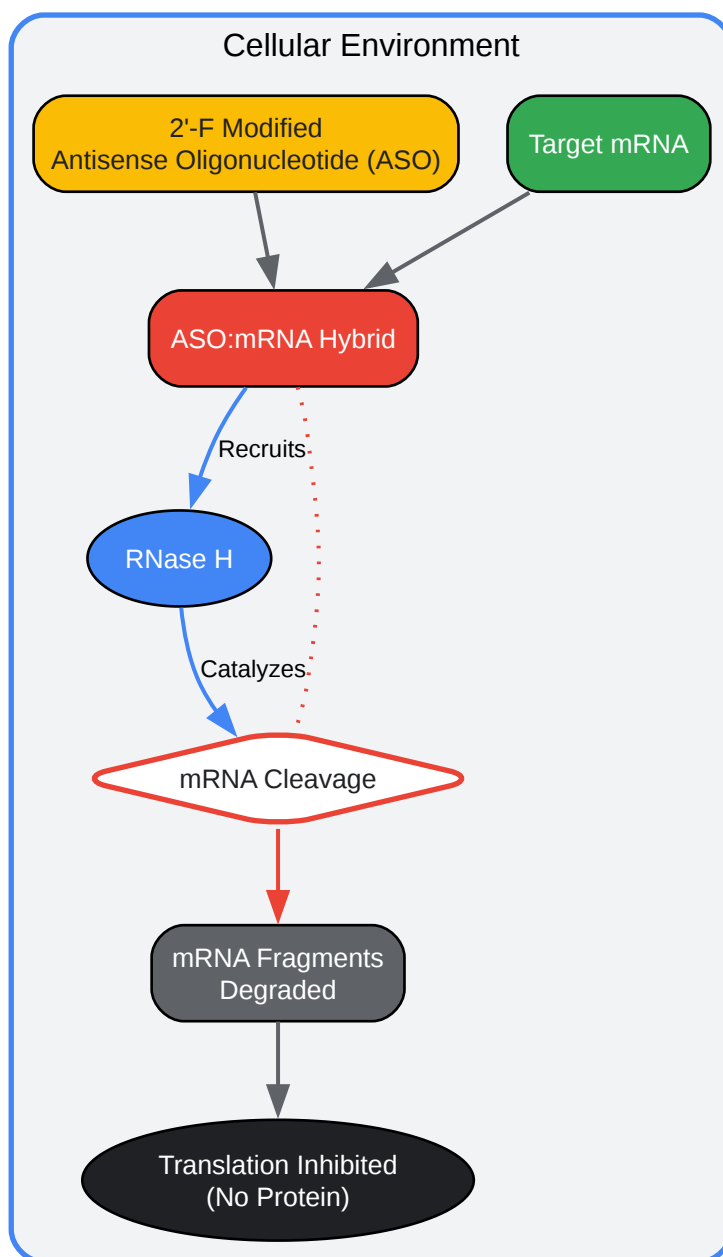 Cellular Environment
2'-F Modified
Antisense Oligonucleotide (ASO)
Target mRNA
ASO:mRNA Hybrid
Recruits
RNase H
Catalyzes
mRNA Cleavage
mRNA Fragments
Degraded
Translation Inhibited
(No Protein)